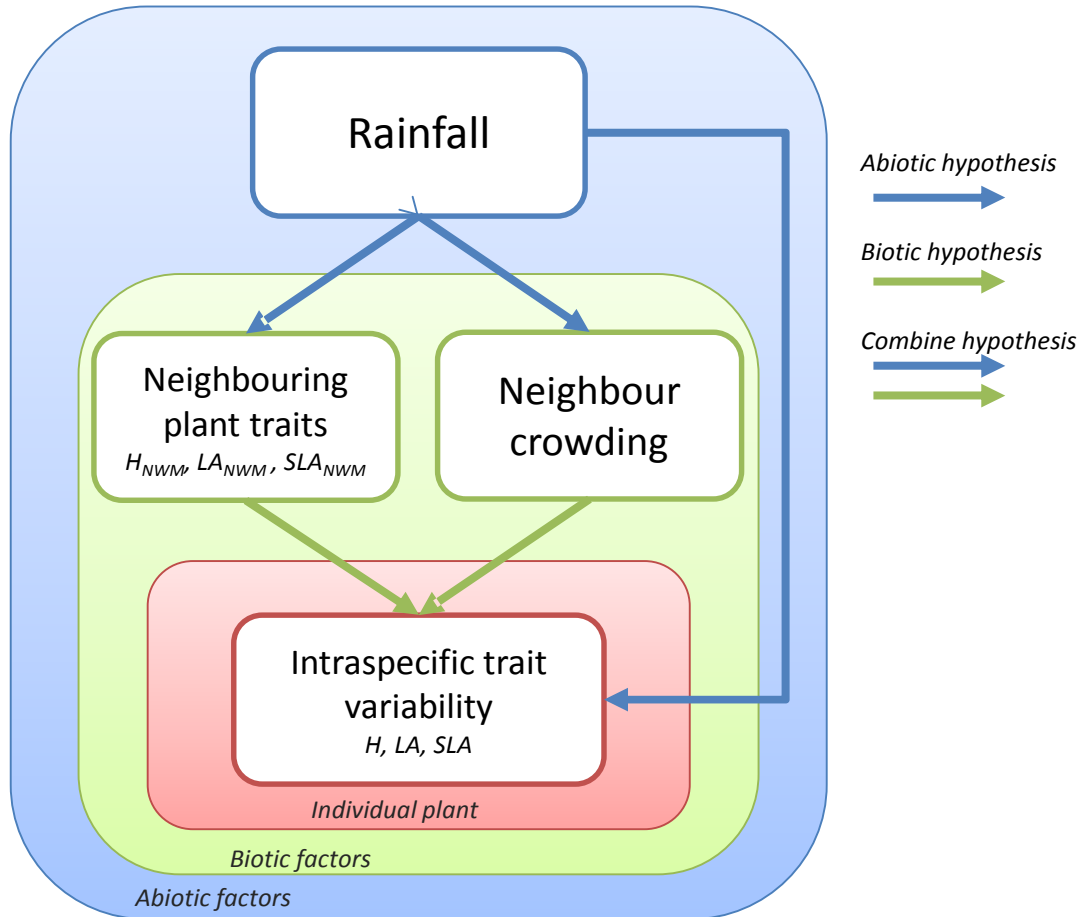 Rainfall
Abiotic hypothesis
Biotic hypothesis
Combine hypothesis
Neighbouring
plant traits
H_NWM, LA_NWM , SLA_NWM
Neighbour
crowding
Intraspecific trait
variability
H, LA, SLA
Individual plant
Biotic factors
Abiotic factors